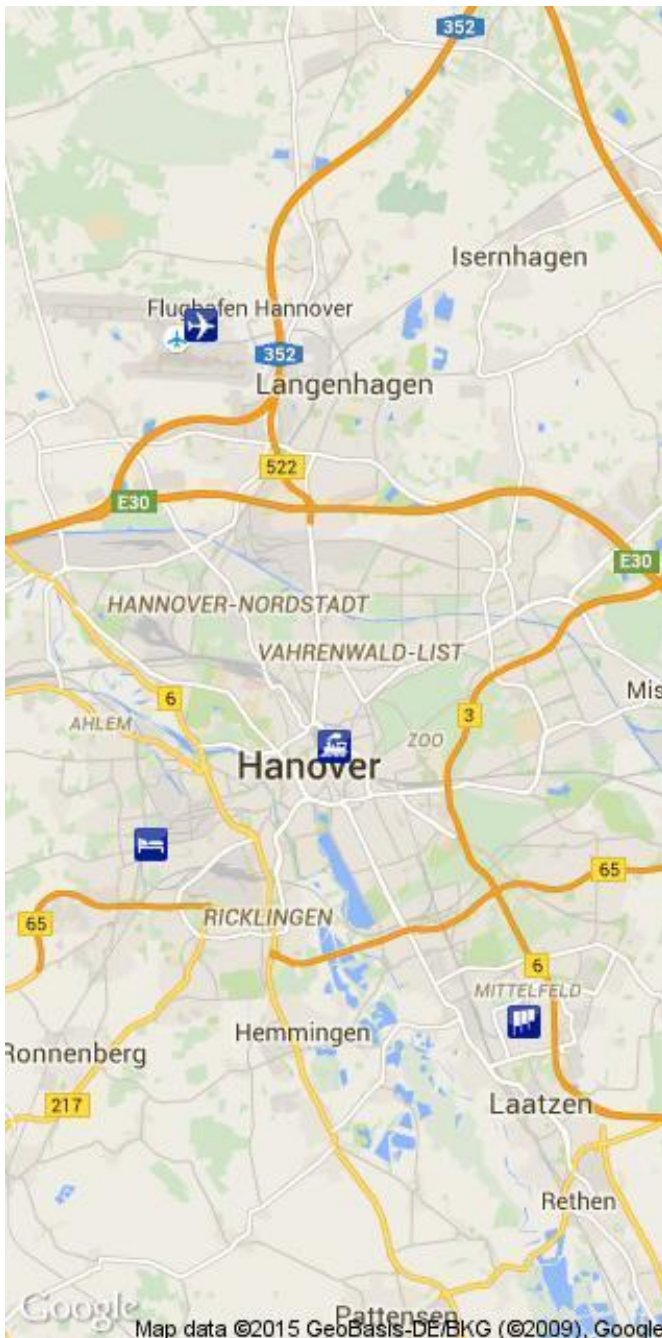 352
Isernhagen
Flughafen Hannover
352
Langenhagen
522
E30
E30
HANNOVER-NORDSTADT
VAHRENWALD-LIST
Mis
6
3
AHLEM
ZOO
Hanover
65
65
RICKLINGEN
6
MITTELFELD
Hemmingen
Ronnenberg
217
Laatzen
Rethen
Google
Pattensen
Map data ©2015 GeoBasis-DE/BKG (©2009), Google